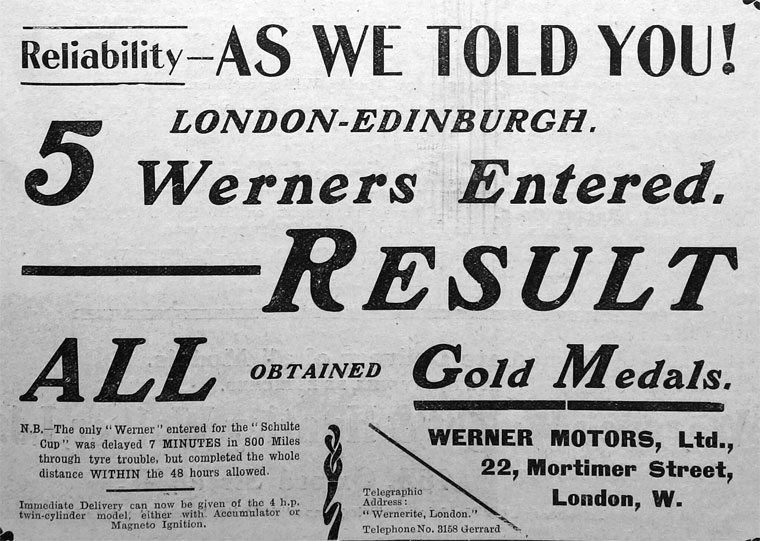 Reliability—AS WE TOLD YOU!
LONDON-EDINBURGH.
5 Werners Entered.
RESULT
ALL OBTAINED Gold Medals.
N.B.—The only "Werner" entered for the "Schulte
Cup" was delayed 7 MINUTES in 800 Miles
through tyre trouble, but completed the whole
distance WITHIN the 48 hours allowed.
Immediate Delivery can now be given of the 4 h.p.
twin-cylinder model, either with Accumulator or
Magneto Ignition.
Telegraphic
Address:
"Wernerite, London."
Telephone No. 3158 Gerrard
WERNER MOTORS, Ltd.,
22, Mortimer Street,
London, W.